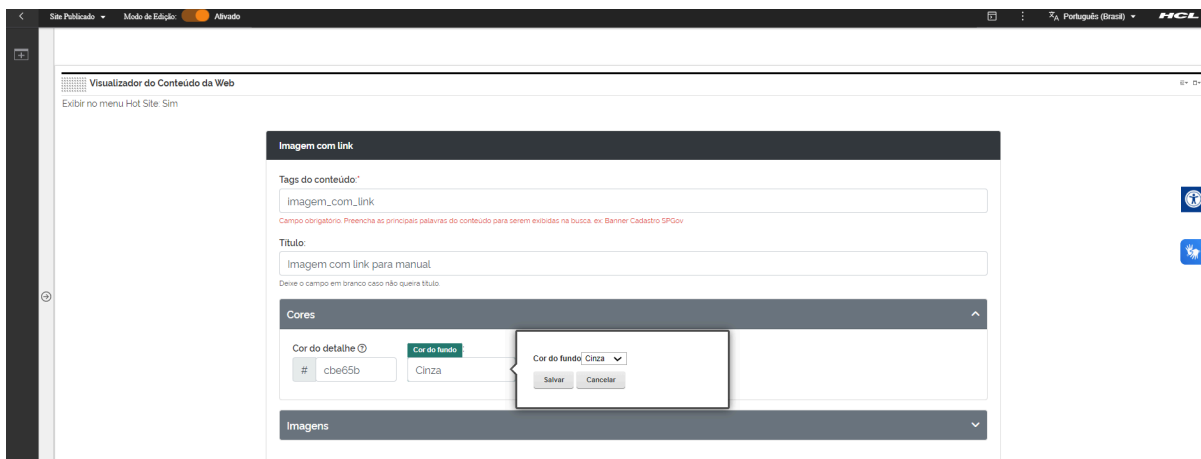 Site Publicado Modo de Edição: Ativado Português (Brasil) HCL
Visualizador do Conteúdo da Web
Exibir no menu Hot Site: Sim
Imagem com link
Tags do conteúdo:*
imagem_com_link
Campo obrigatório. Preencha as principais palavras do conteúdo para serem exibidas na busca. ex: Banner Cadastro SPGov
Título:
Imagem com link para manual
Deixe o campo em branco caso não queira título.
Cores
Cor do detalhe Cor do fundo:
# cbe65b Cinza
Cor do fundo Cinza
Salvar Cancelar
Imagens